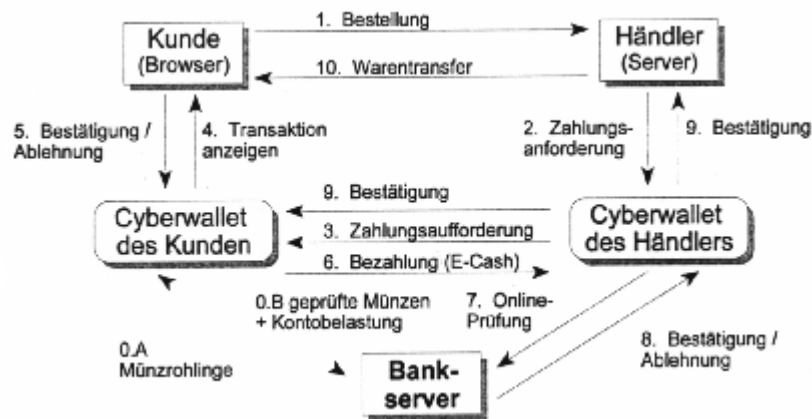 1. Bestellung
Kunde
(Browser)
Händler
(Server)
10. Warentransfer
5. Bestätigung /
Ablehnung
4. Transaktion
anzeigen
2. Zahlungs-
anforderung
9. Bestätigung
9. Bestätigung
Cyberwallet
des Kunden
3. Zahlungsaufforderung
Cyberwallet
des Händlers
6. Bezahlung (E-Cash)
0.B geprüfte Münzen
+ Kontobelastung
7. Online-
Prüfung
0.A
Münzrohlinge
8. Bestätigung /
Ablehnung
Bank-
server